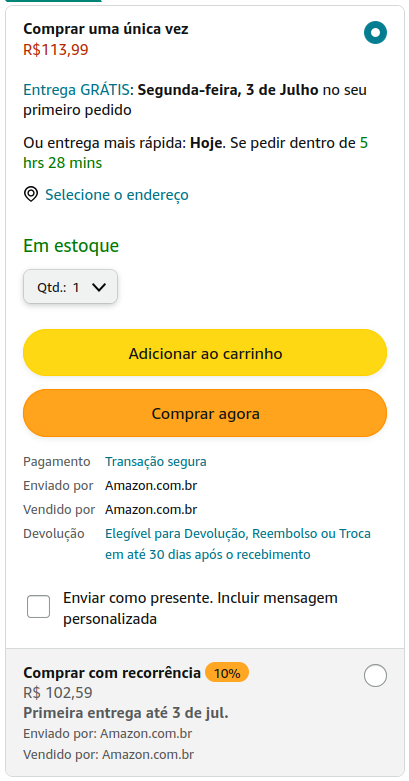 Comprar uma única vez
R$113,99
Entrega GRÁTIS: Segunda-feira, 3 de Julho no seu
primeiro pedido
Ou entrega mais rápida: Hoje. Se pedir dentro de 5
hrs 28 mins
Selecione o endereço
Em estoque
Qtd.: 1
Adicionar ao carrinho
Comprar agora
Pagamento Transação segura
Enviado por Amazon.com.br
Vendido por Amazon.com.br
Devolução Elegível para Devolução, Reembolso ou Troca
em até 30 dias após o recebimento
Enviar como presente. Incluir mensagem
personalizada
Comprar com recorrência 10%
R$ 102,59
Primeira entrega até 3 de jul.
Enviado por: Amazon.com.br
Vendido por: Amazon.com.br